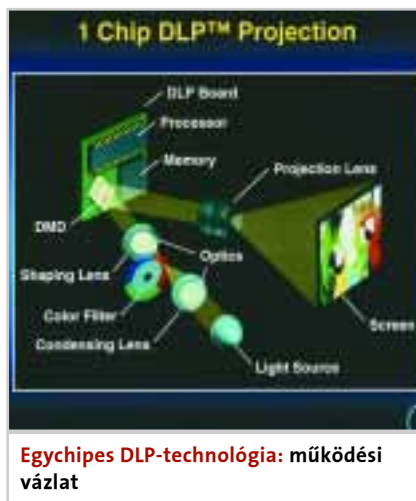 1 Chip DLP™ Projection
DLP Board
Processor
Memory
Projection Lens
DMD
Optics
Shaping Lens
Color Filter
Condensing Lens
Screen
Light Source
Egychipes DLP-technológia: működési
vázlat